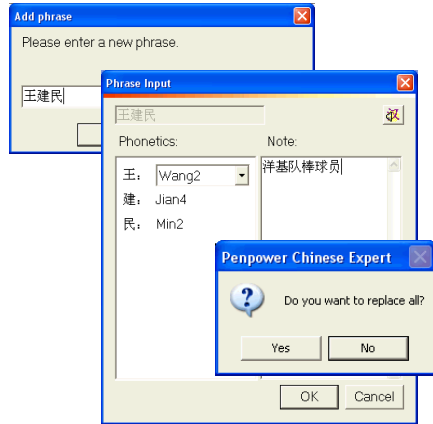 Add phrase
Please enter a new phrase.
王建民
Phrase Input
王建民
Phonetics:
Note:
王: Wang2
建: Jian4
民: Min2
洋基队棒球员
Penpower Chinese Expert
Do you want to replace all?
Yes
No
OK
Cancel